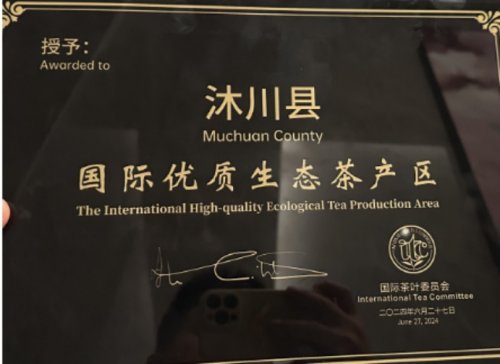 授予：
Awarded to
沐川县
Muchuan County
国际优质生态茶产区
The International High-quality Ecological Tea Production Area
国际茶叶委员会
International Tea Committee
二〇二四年六月二十七日
June 27, 2024